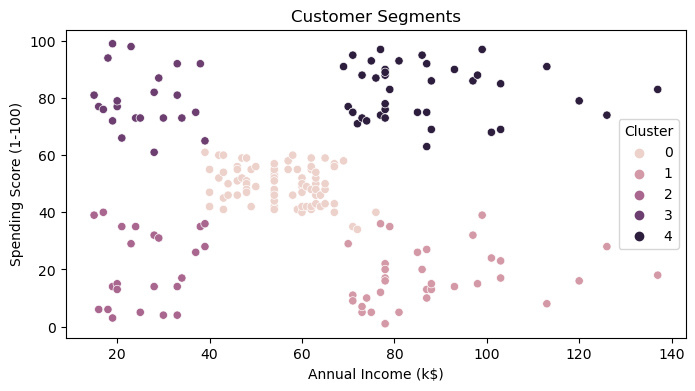 Customer Segments
Spending Score (1-100)
100
80
60
40
20
0
Cluster
0
1
2
3
4
20 40 60 80 100 120 140
Annual Income (k$)